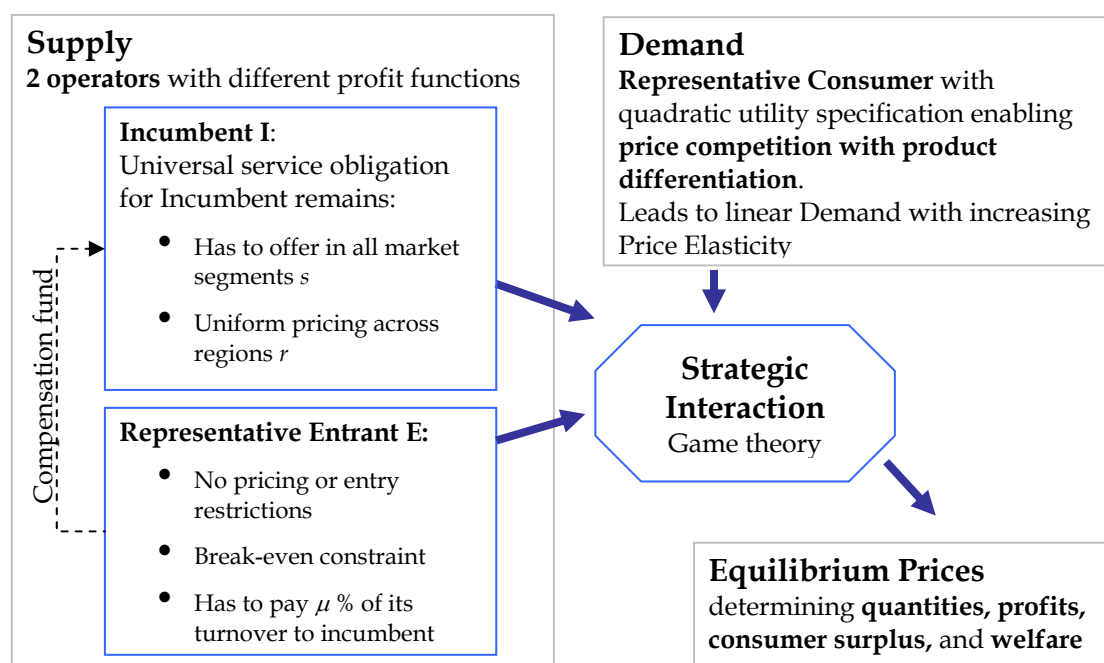 Supply
2 operators with different profit functions
Incumbent I:
Universal service obligation
for Incumbent remains:
• Has to offer in all market
segments s
• Uniform pricing across
regions r
Compensation fund
Representative Entrant E:
• No pricing or entry
restrictions
• Break-even constraint
• Has to pay μ % of its
turnover to incumbent
Demand
Representative Consumer with
quadratic utility specification enabling
price competition with product
differentiation.
Leads to linear Demand with increasing
Price Elasticity
Strategic
Interaction
Game theory
Equilibrium Prices
determining quantities, profits,
consumer surplus, and welfare